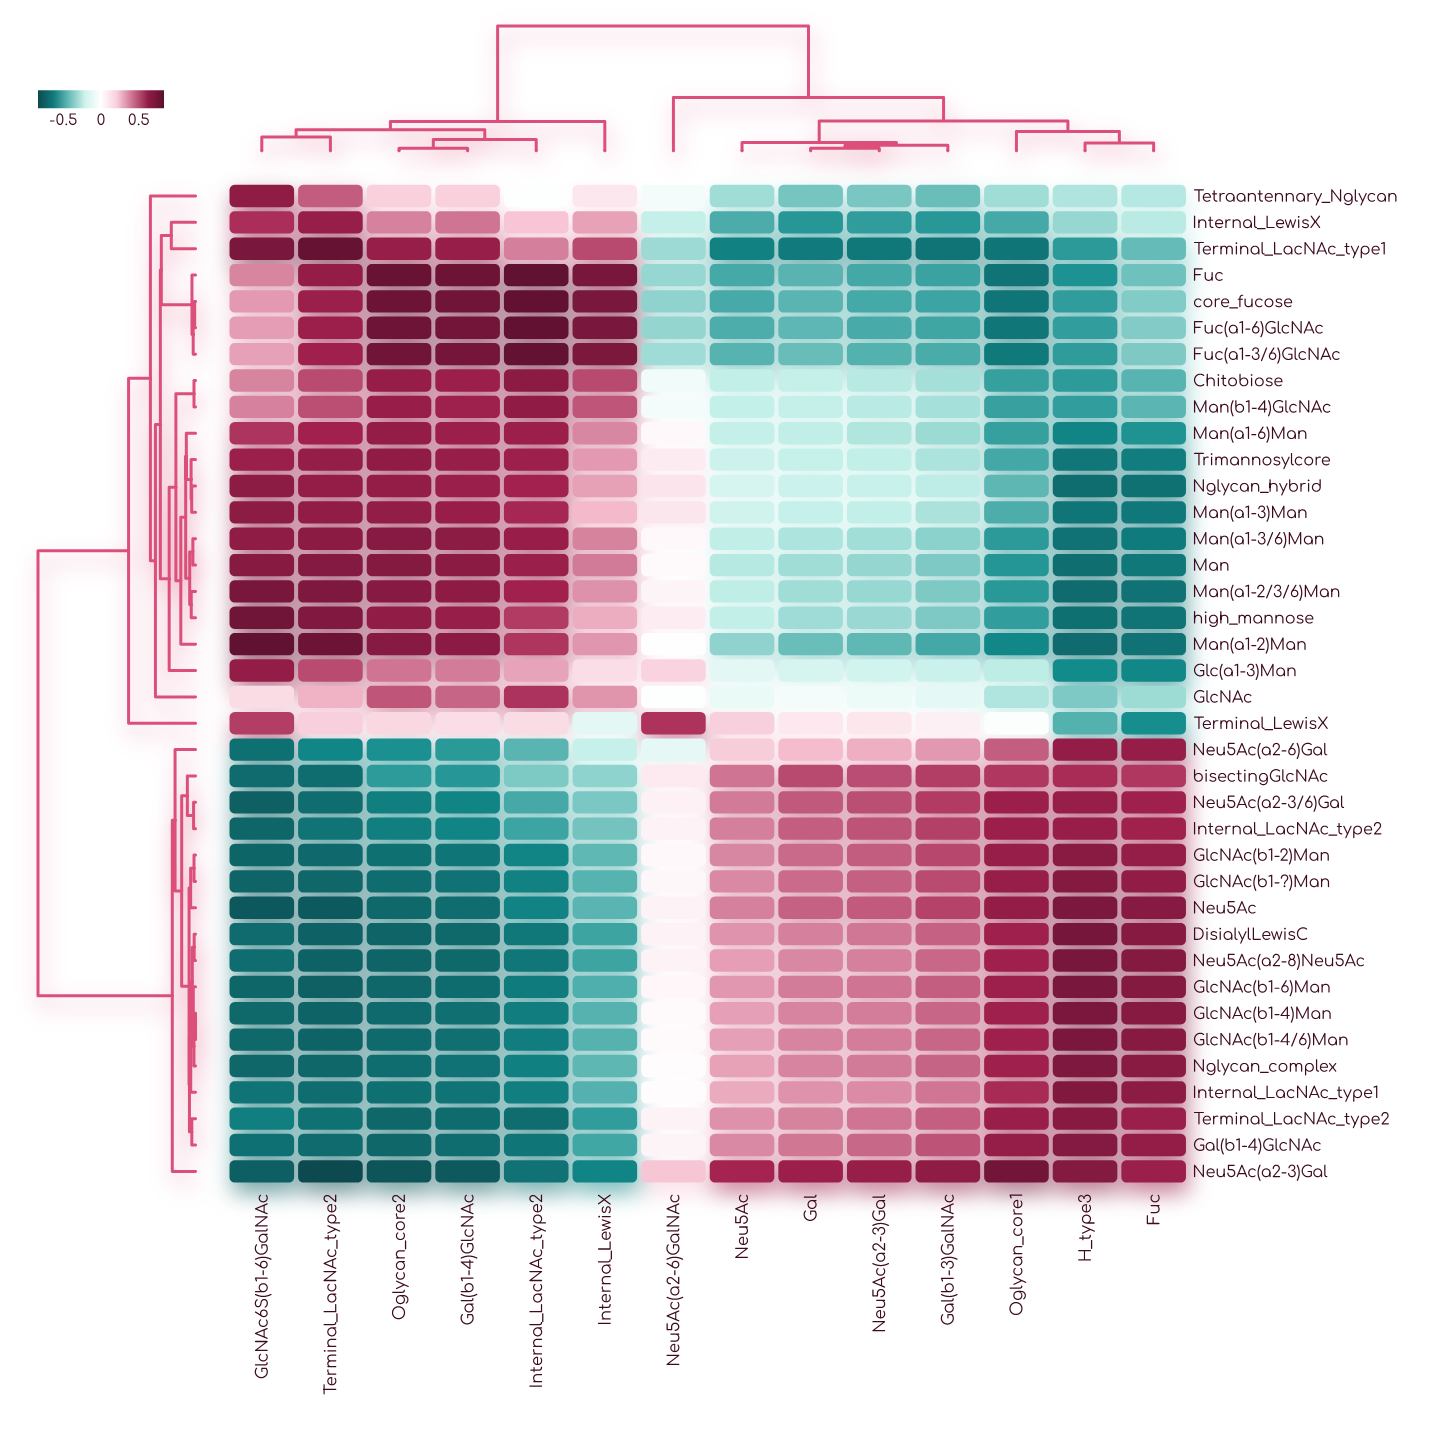 -0.5 0 0.5
Tetraantennary_Nglycan
Internal_LewisX
Terminal_LacNAc_type1
Fuc
core_fucose
Fuc(a1-6)GlcNAc
Fuc(a1-3/6)GlcNAc
Chitobiose
Man(b1-4)GlcNAc
Man(a1-6)Man
Trimannosylcore
Nglycan_hybrid
Man(a1-3)Man
Man(a1-3/6)Man
Man
Man(a1-2/3/6)Man
high_mannose
Man(a1-2)Man
Glc(a1-3)Man
GlcNAc
Terminal_LewisX
Neu5Ac(a2-6)Gal
bisectingGlcNAc
Neu5Ac(a2-3/6)Gal
Internal_LacNAc_type2
GlcNAc(b1-2)Man
GlcNAc(b1-?)Man
Neu5Ac
DisialylLewisC
Neu5Ac(a2-8)Neu5Ac
GlcNAc(b1-6)Man
GlcNAc(b1-4)Man
GlcNAc(b1-4/6)Man
Nglycan_complex
Internal_LacNAc_type1
Terminal_LacNAc_type2
Gal(b1-4)GlcNAc
Neu5Ac(a2-3)Gal
GlcNAc6S(b1-6)GalNAc
Terminal_LacNAc_type2
Oglycan_core2
Gal(b1-4)GlcNAc
Internal_LacNAc_type2
Internal_LewisX
Neu5Ac(a2-6)GalNAc
Neu5Ac
Gal
Neu5Ac(a2-3)Gal
Gal(b1-3)GalNAc
Oglycan_core1
H_type3
Fuc